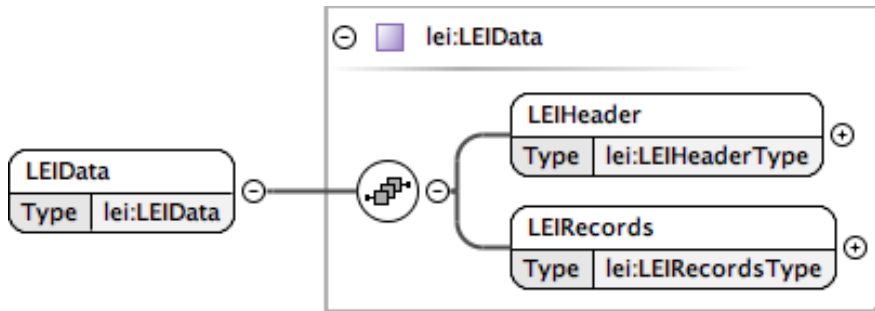 lei:LEIData
LEIHeader
Type lei:LEIHeaderType
LEIData
Type lei:LEIData
LEIRecords
Type lei:LEIRecordsType